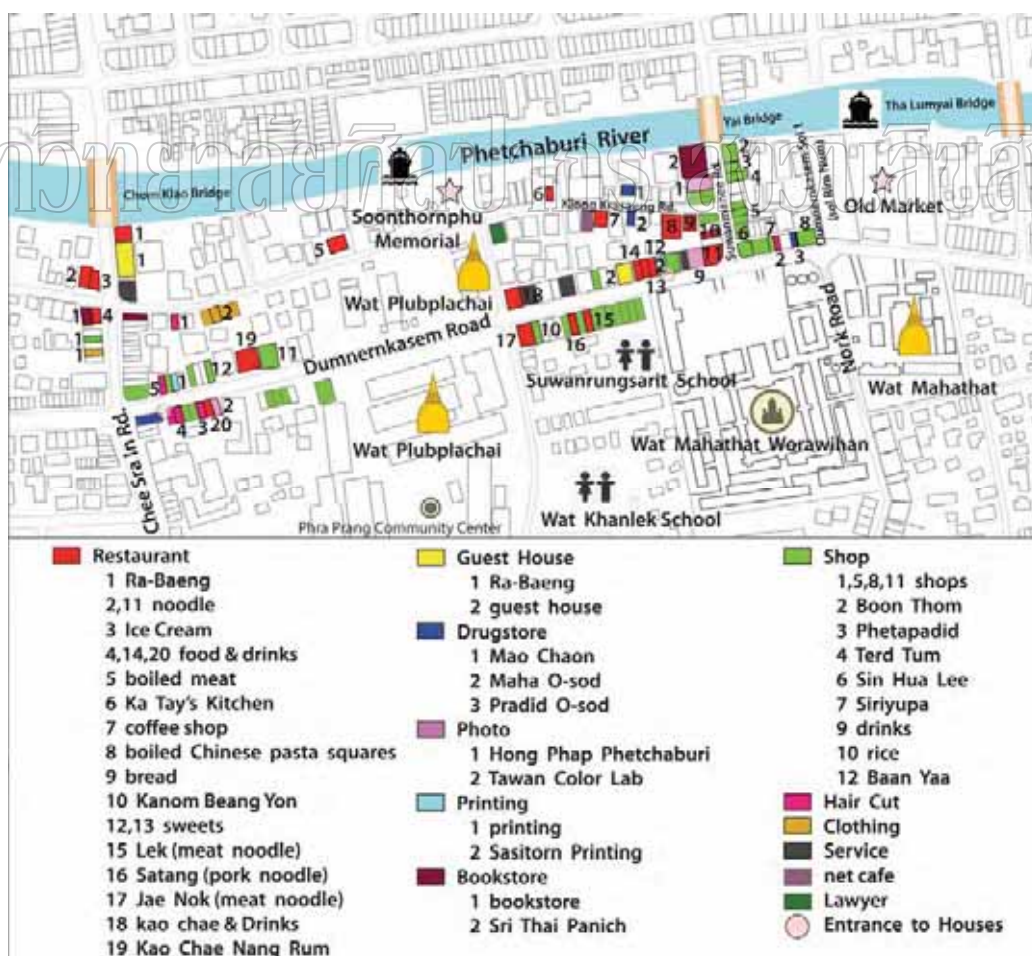 Phetchaburi River
Chom Klao Bridge
Yai Bridge
Tha Lumyai Bridge
Soonthornphu
Memorial
Old Market
Wat Plubplachai
Dumnernkasem Road
Suwanrungsarit School
Wat Mahathat
Wat Plubplachai
Wat Mahathat Worawihan
Chee Sra In Rd.
Phra Prang Community Center
Wat Khanlek School
Restaurant
1 Ra-Baeng
2,11 noodle
3 Ice Cream
4,14,20 food & drinks
5 boiled meat
6 Ka Tay's Kitchen
7 coffee shop
8 boiled Chinese pasta squares
9 bread
10 Kanom Beang Yon
12,13 sweets
15 Lek (meat noodle)
16 Satang (pork noodle)
17 Jae Nok (meat noodle)
18 kao chae & Drinks
19 Kao Chae Nang Rum
Guest House
1 Ra-Baeng
2 guest house
Drugstore
1 Mao Chaon
2 Maha O-sod
3 Pradid O-sod
Photo
1 Hong Phap Phetchaburi
2 Tawan Color Lab
Printing
1 printing
2 Sasitorn Printing
Bookstore
1 bookstore
2 Sri Thai Panich
Shop
1,5,8,11 shops
2 Boon Thom
3 Phetapadid
4 Terd Tum
6 Sin Hua Lee
7 Siriyupa
9 drinks
10 rice
12 Baan Yaa
Hair Cut
Clothing
Service
net cafe
Lawyer
Entrance to Houses